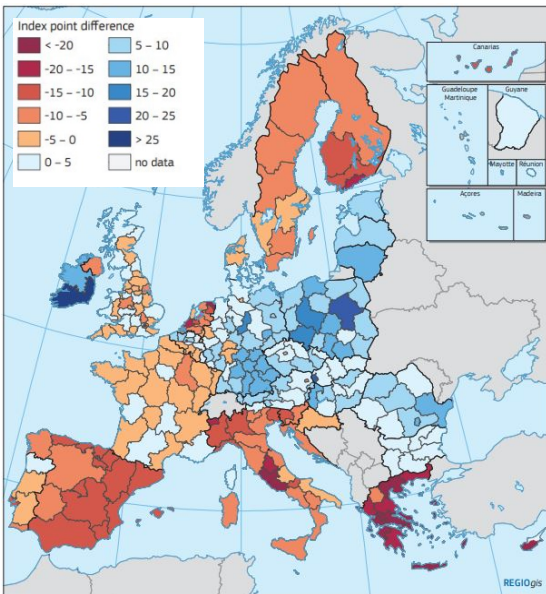 Index point difference
< -20
-20 – -15
-15 – -10
-10 – -5
-5 – 0
0 – 5
5 – 10
10 – 15
15 – 20
20 – 25
> 25
no data
Canarias
Guadeloupe
Martinique
Guyane
Mayotte
Réunion
Açores
Madeira
REGIOgis